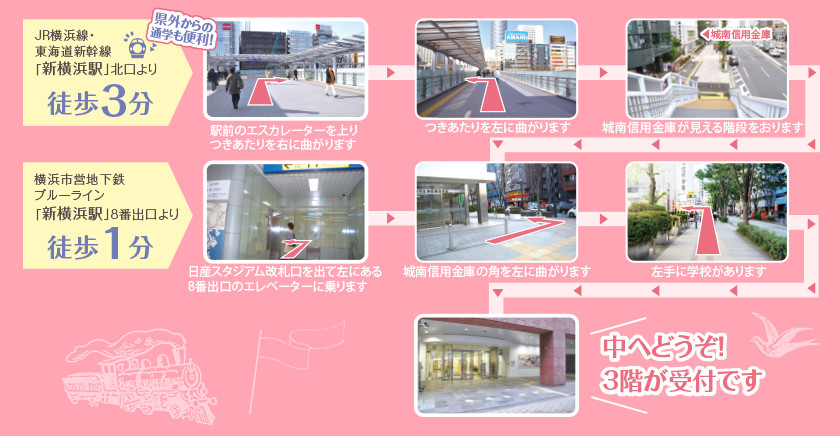 JR横浜線・
東海道新幹線
「新横浜駅」北口より
徒歩3分
県外からの
通学も便利!
駅前のエスカレーターを上り
つきあたりを右に曲がります
AMANO
つきあたりを左に曲がります
城南信用金庫
城南信用金庫が見える階段をおります
横浜市営地下鉄
ブルーライン
「新横浜駅」8番出口より
徒歩1分
日産スタジアム改札口を出て左にある
8番出口のエレベーターに乗ります
城南信用金庫の角を左に曲がります
左手に学校があります
中へどうぞ!
3階が受付です